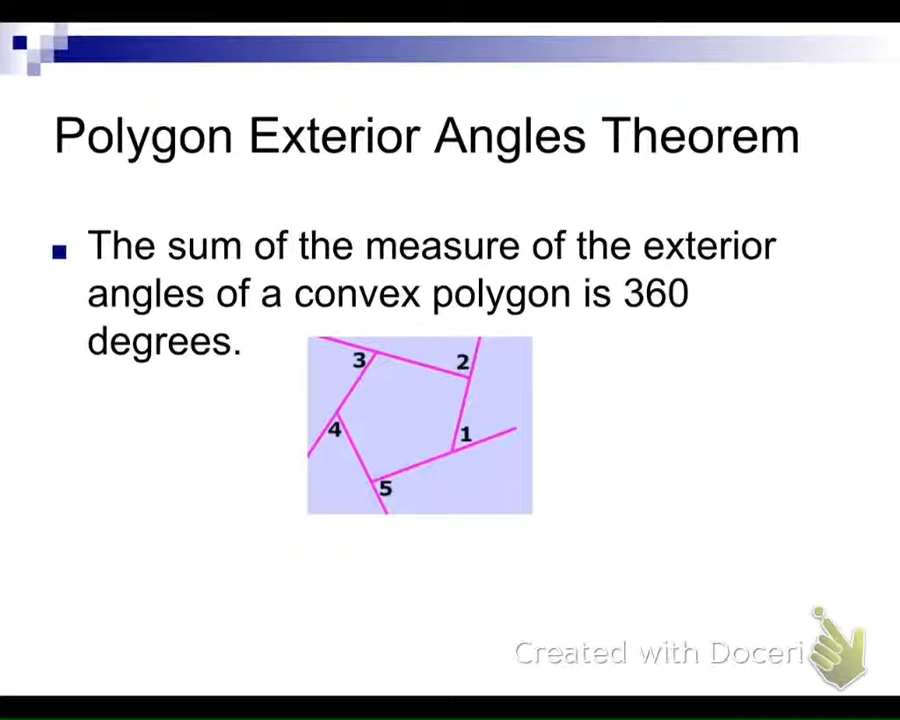 Polygon Exterior Angles Theorem
The sum of the measure of the exterior
angles of a convex polygon is 360
degrees.
3
2
4
1
5
Created with Doceri